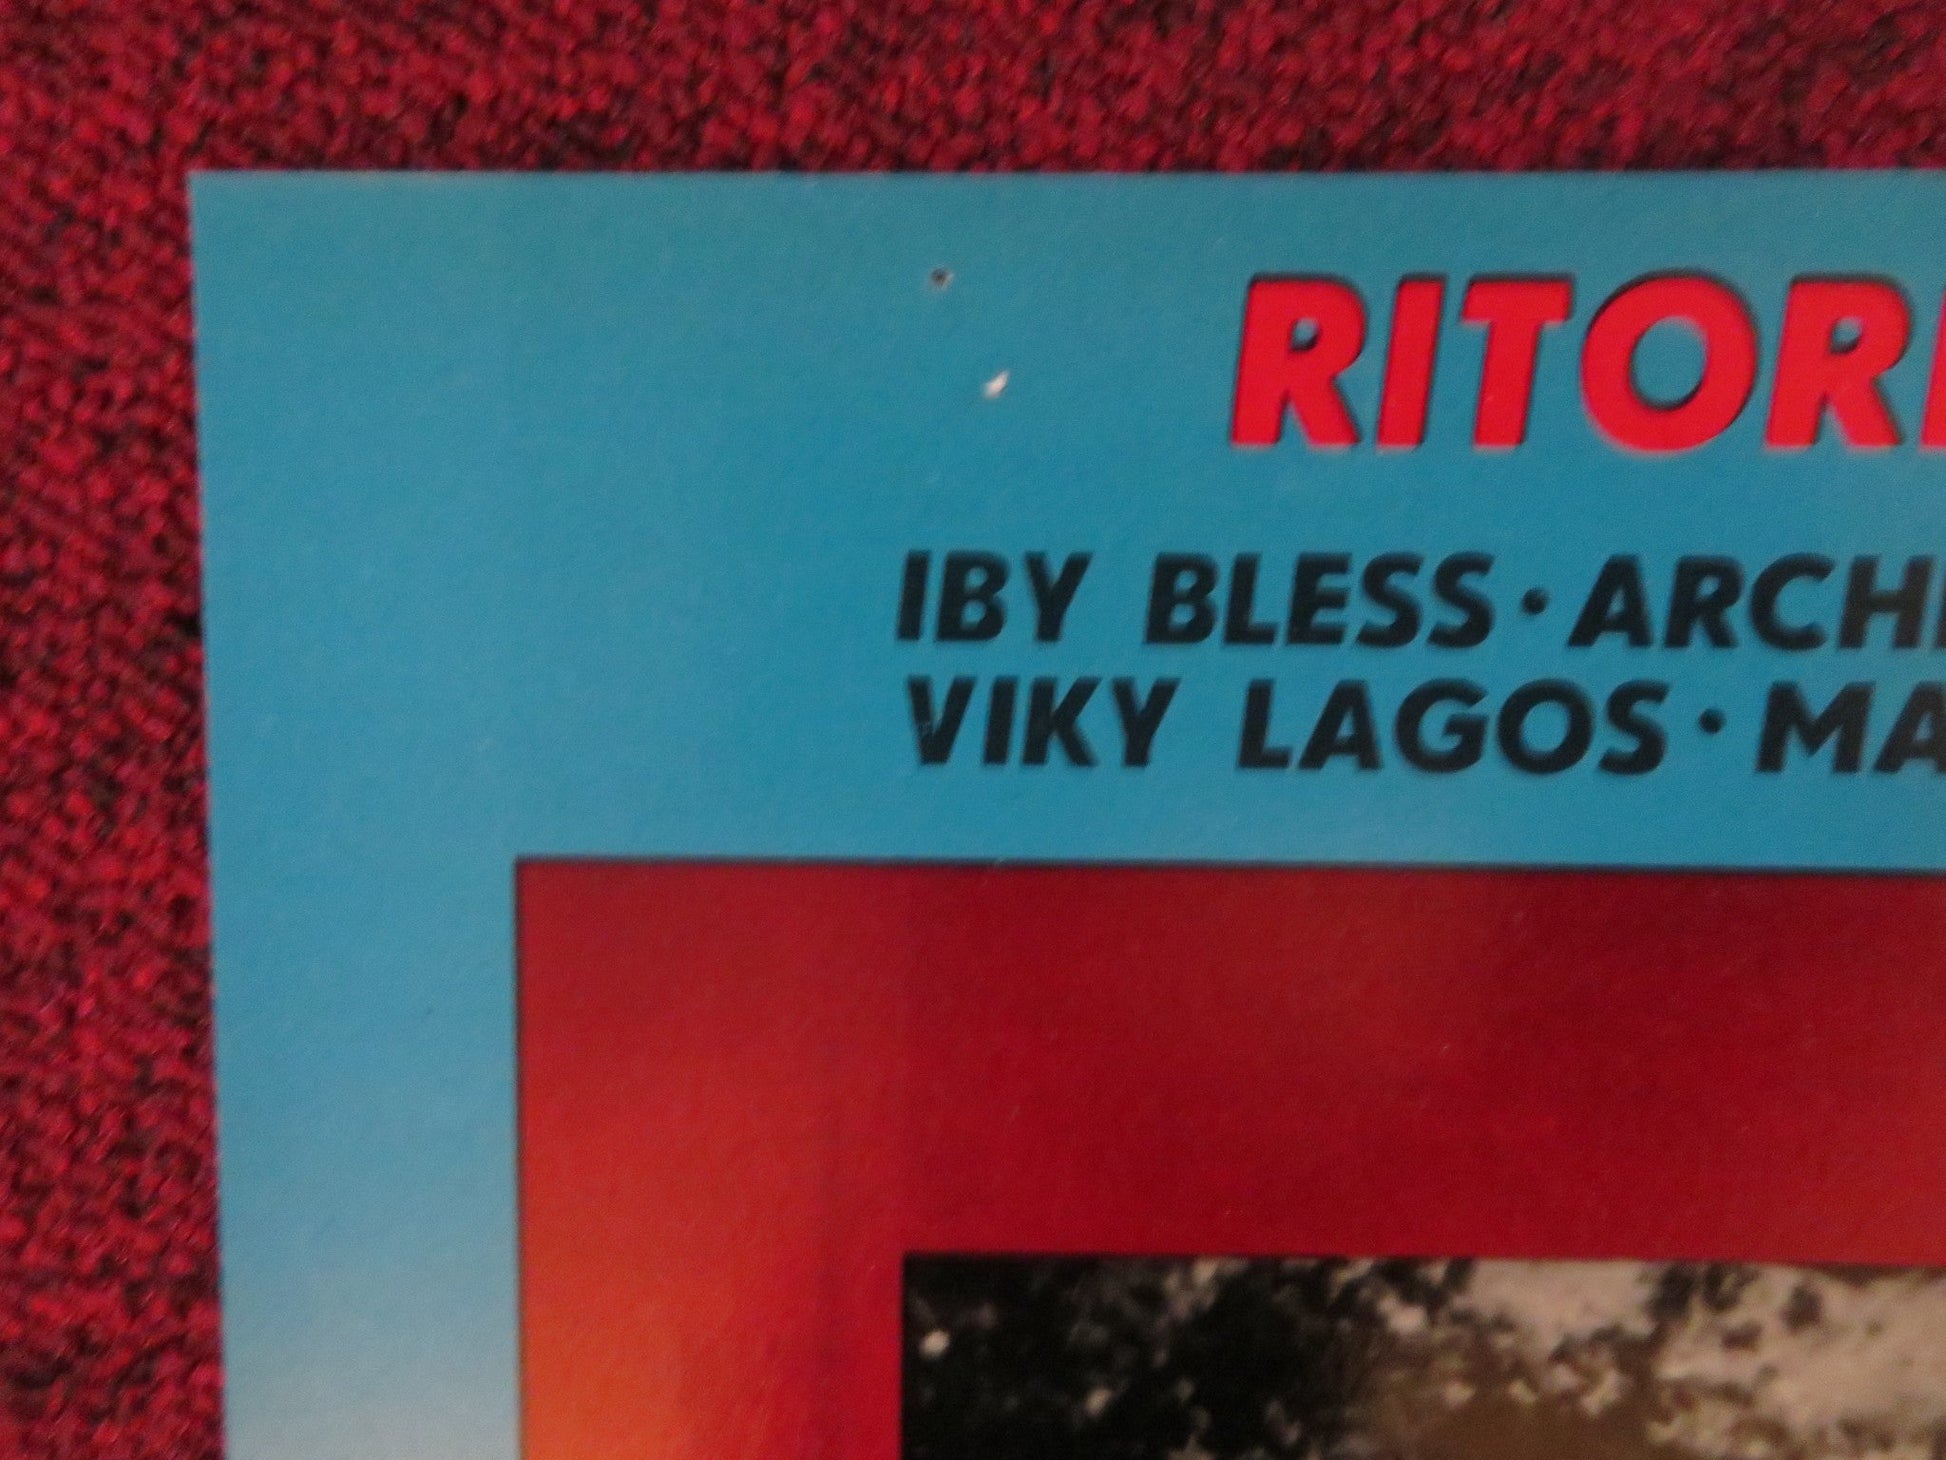 RITOR
IBY BLESS · ARCH
VIKY LAGOS · MA